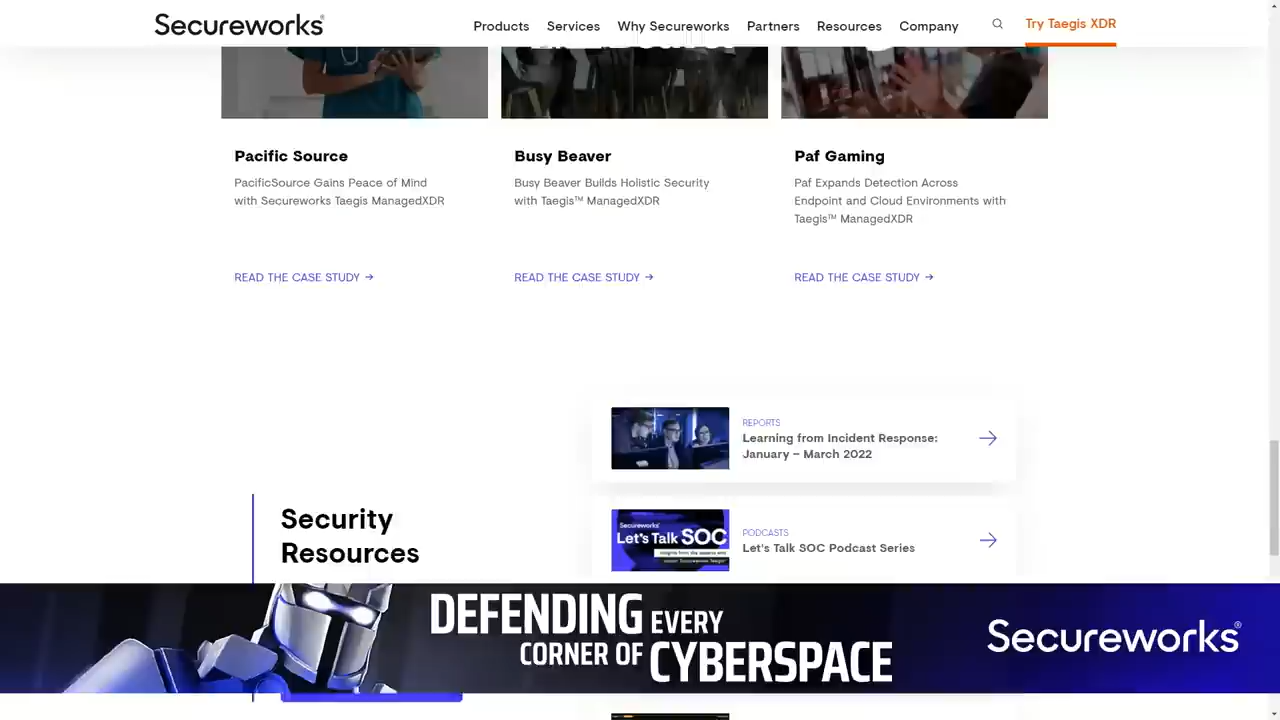 Secureworks®
Products
Services
Why Secureworks
Partners
Resources
Company
Try Taegis XDR
Pacific Source
PacificSource Gains Peace of Mind
with Secureworks Taegis ManagedXDR
READ THE CASE STUDY →
Busy Beaver
Busy Beaver Builds Holistic Security
with Taegis™ ManagedXDR
READ THE CASE STUDY →
Paf Gaming
Paf Expands Detection Across
Endpoint and Cloud Environments with
Taegis™ ManagedXDR
READ THE CASE STUDY →
Security
Resources
REPORTS
Learning from Incident Response:
January – March 2022
Secureworks
Let's Talk SOC
PODCASTS
Let's Talk SOC Podcast Series
DEFENDING EVERY
CORNER OF CYBERSPACE
Secureworks®